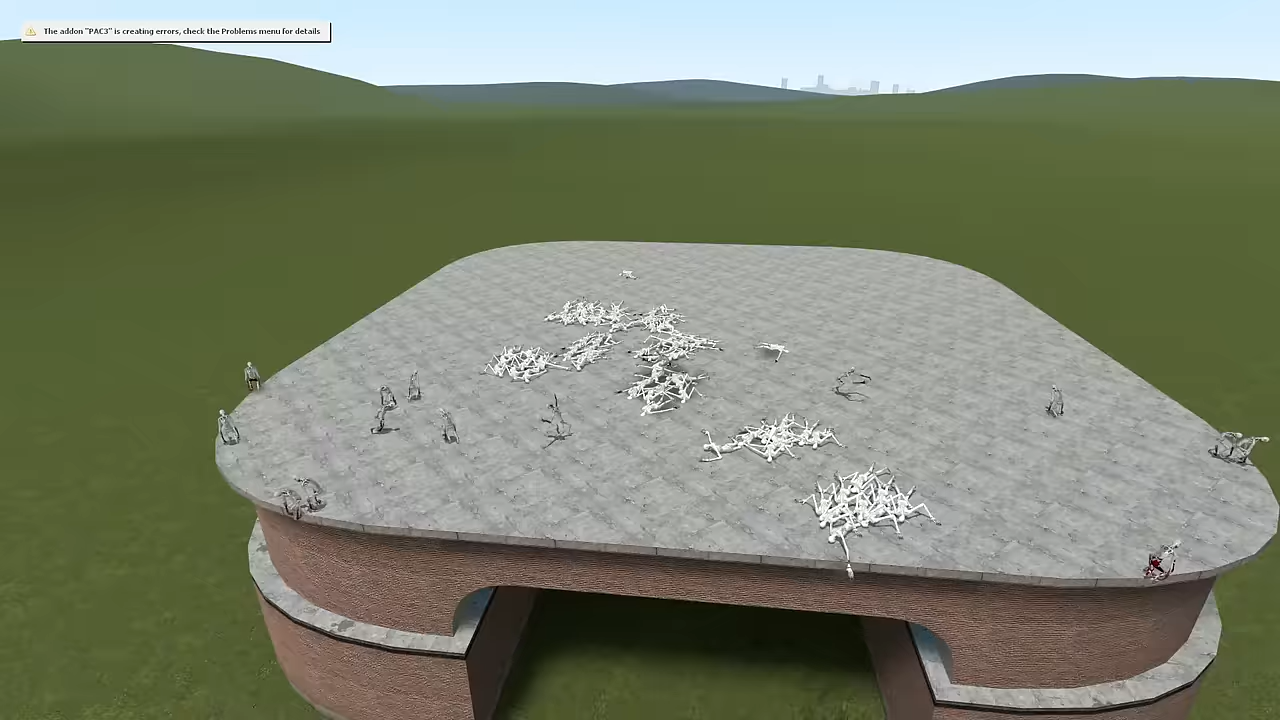 The addon "PAC3" is creating errors, check the Problems menu for details